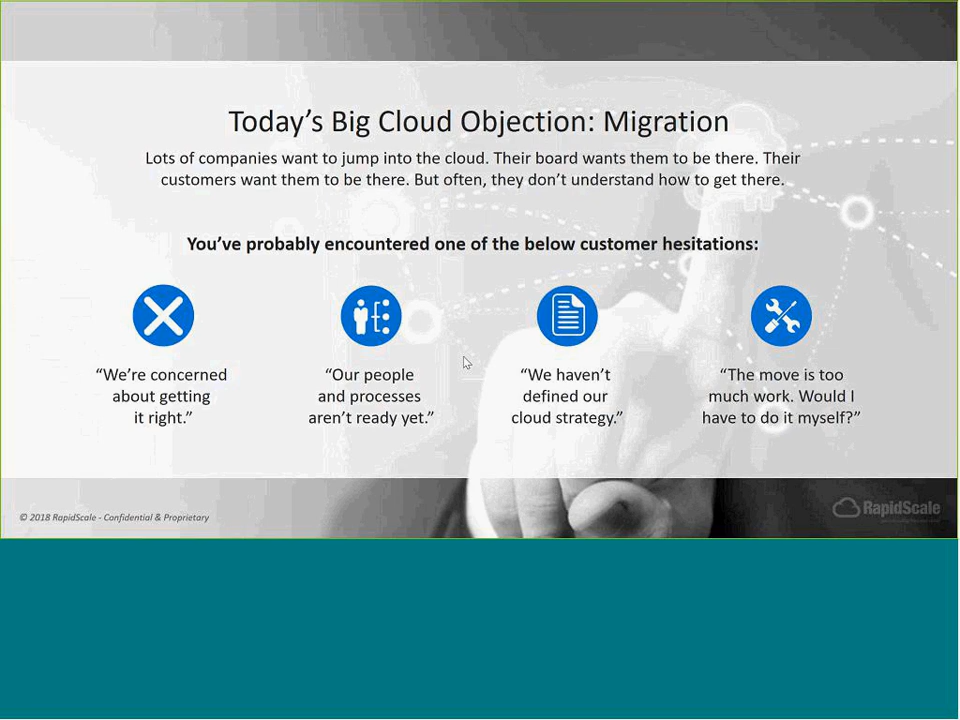 Today’s Big Cloud Objection: Migration
Lots of companies want to jump into the cloud. Their board wants them to be there. Their
customers want them to be there. But often, they don’t understand how to get there.
You’ve probably encountered one of the below customer hesitations:
“We’re concerned
about getting
it right.”
“Our people
and processes
aren’t ready yet.”
“We haven’t
defined our
cloud strategy.”
“The move is too
much work. Would I
have to do it myself?”
© 2018 RapidScale - Confidential & Proprietary
RapidScale